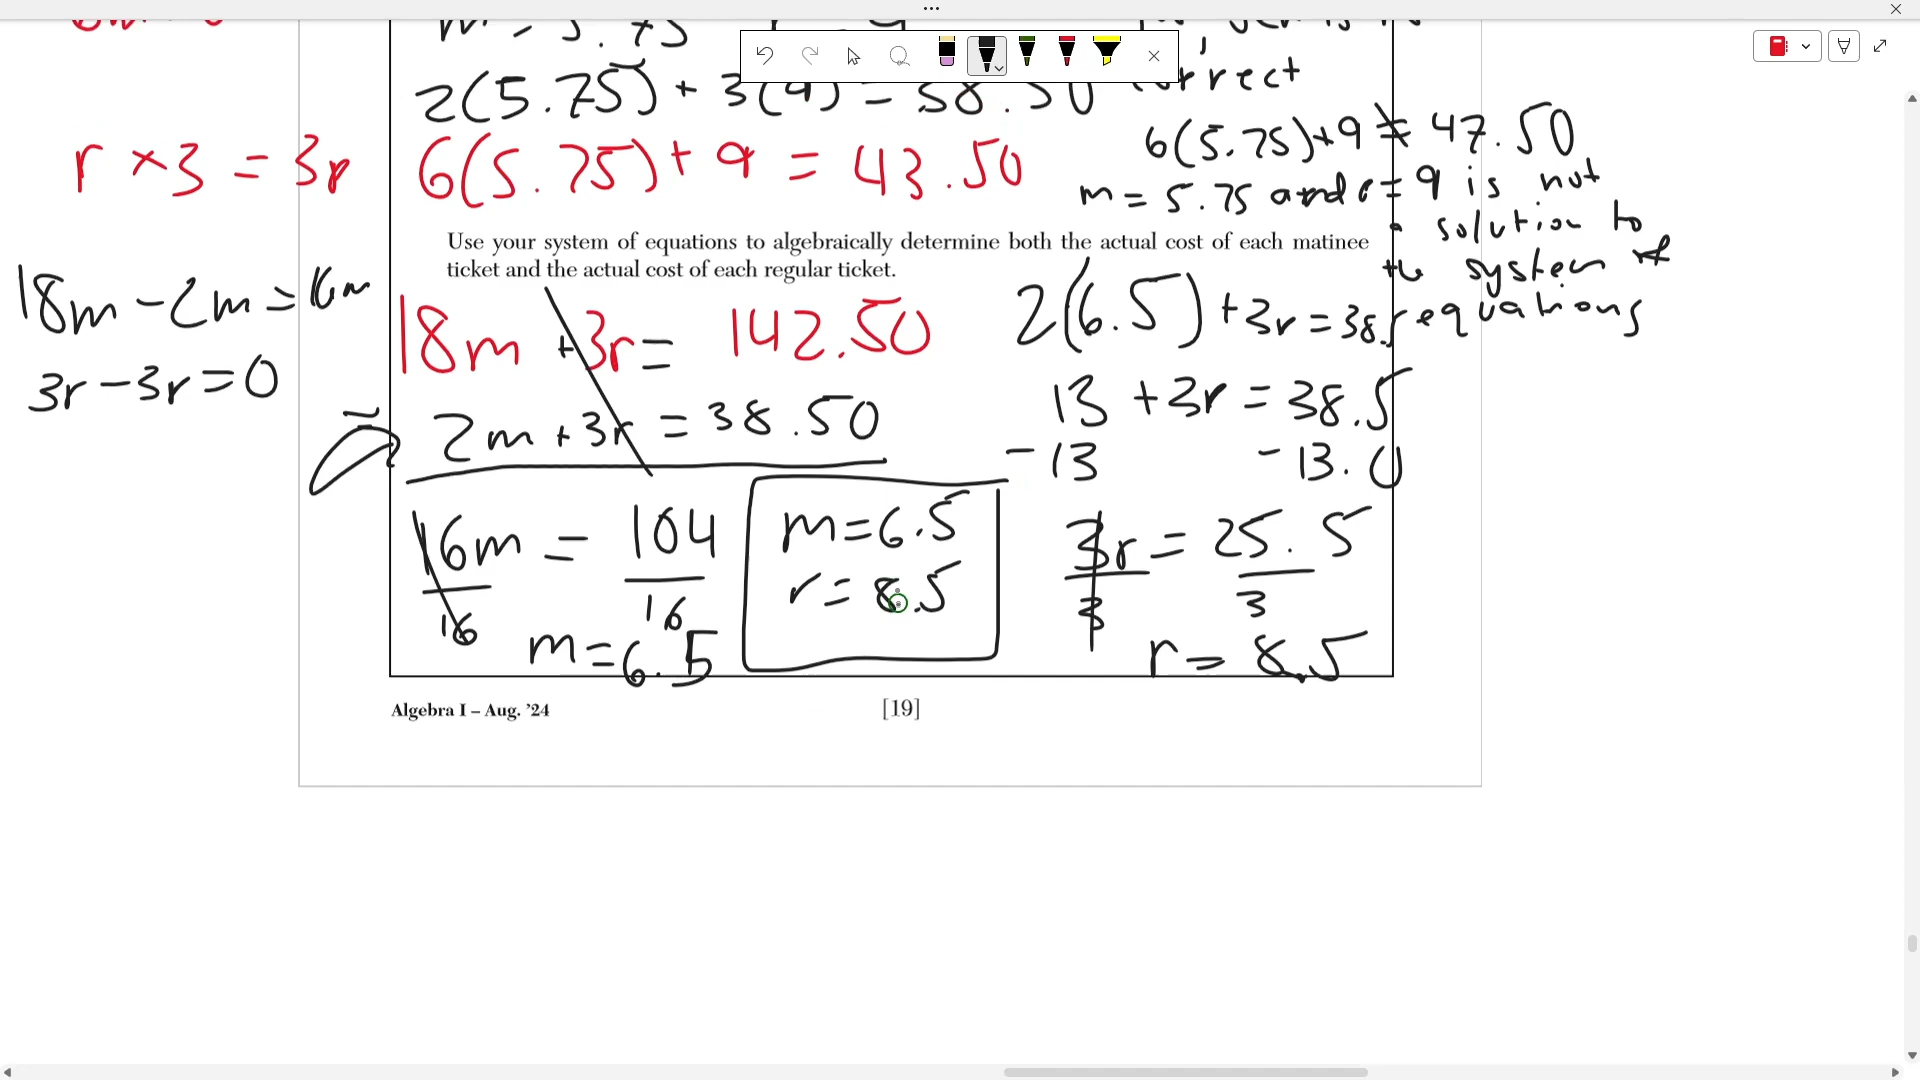 m = 5.75
2(5.75) + 3(9) = 38.50
rrect
r × 3 = 3r
6(5.75) + 9 = 43.50
6(5.75)+9 ≠ 47.50
m = 5.75 and r = 9 is not
a solution to
the system of
equations
Use your system of equations to algebraically determine both the actual cost of each matinee
ticket and the actual cost of each regular ticket.
18m - 2m = 16m
3r - 3r = 0
18m + 3r = 142.50
- 2m + 3r = 38.50
16m = 104
16 16
m = 6.5
m = 6.5
r = 8.5
2(6.5) + 3r = 38.5
13 + 3r = 38.5
- 13 - 13.0
3r = 25.5
3 3
r = 8.5
Algebra I – Aug. ’24
[19]